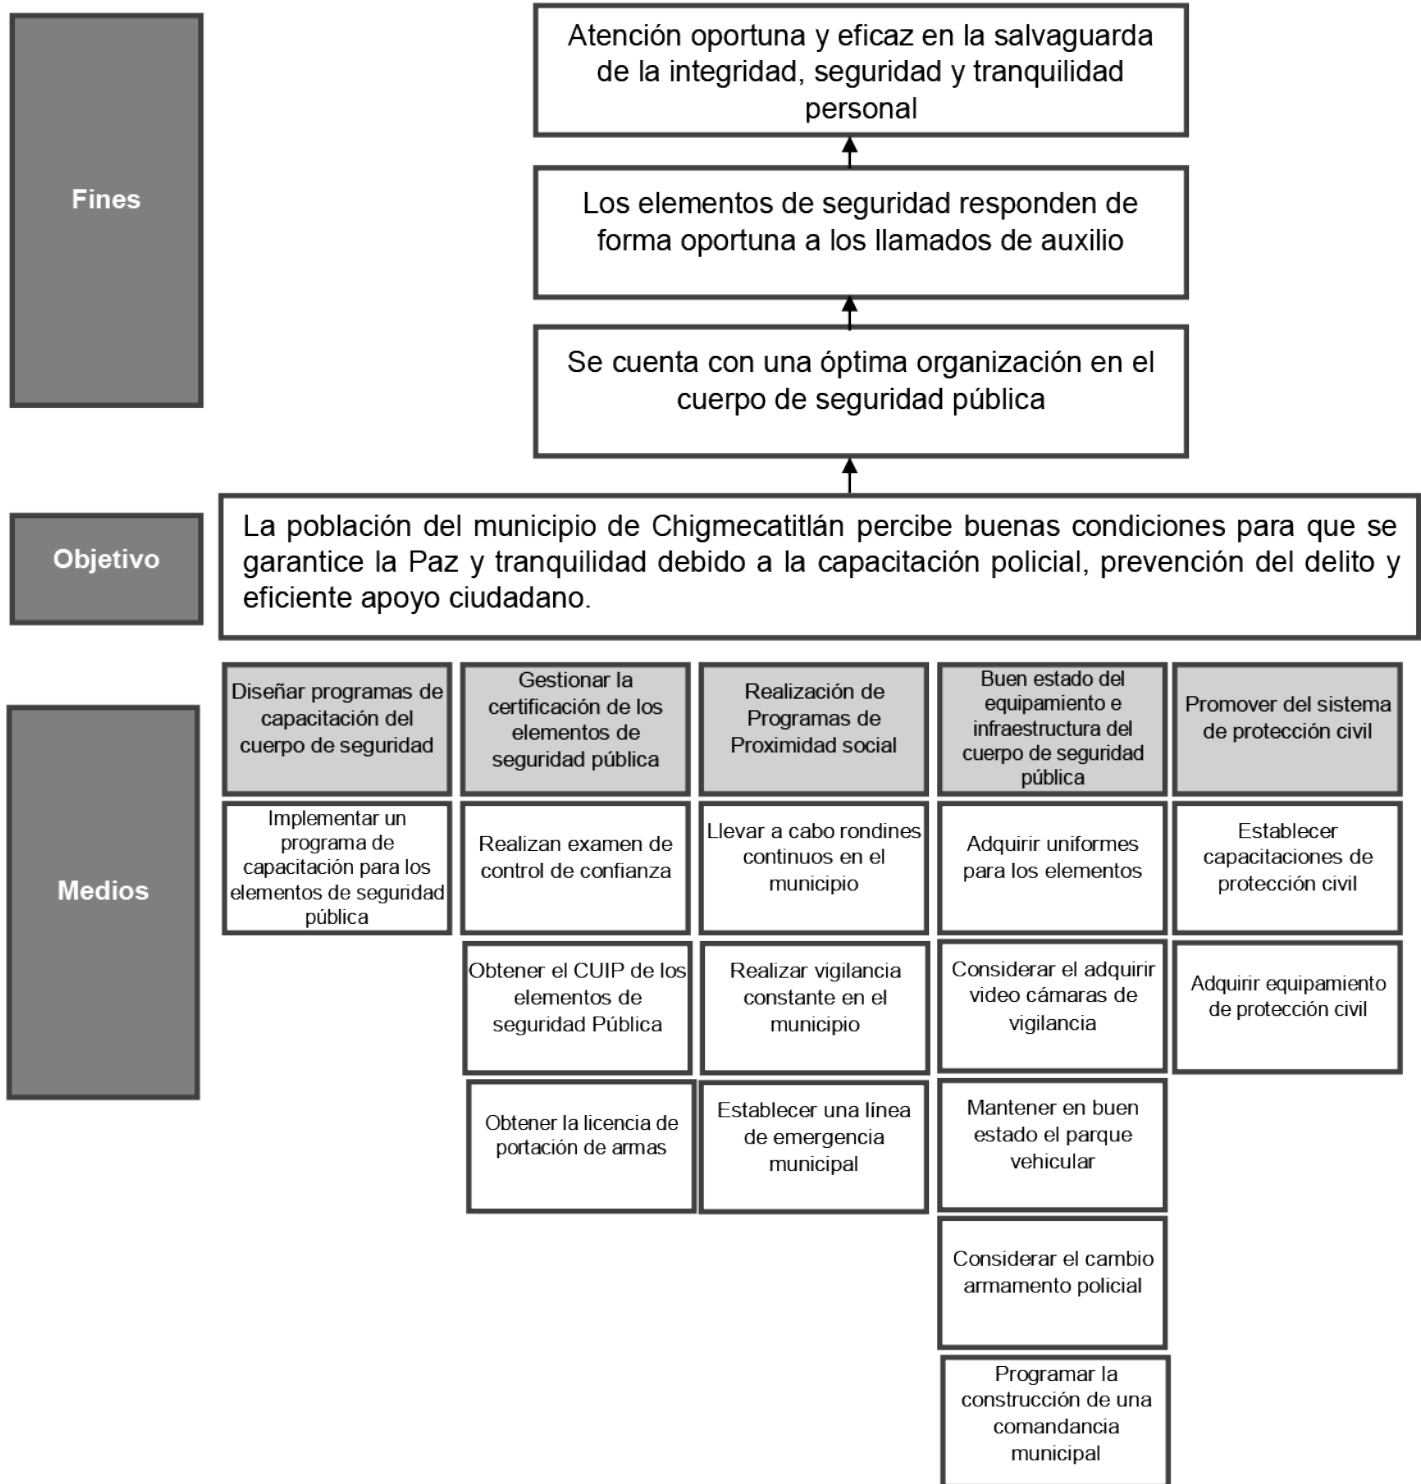 Fines
Atención oportuna y eficaz en la salvaguarda
de la integridad, seguridad y tranquilidad
personal
Los elementos de seguridad responden de
forma oportuna a los llamados de auxilio
Se cuenta con una óptima organización en el
cuerpo de seguridad pública
Objetivo
La población del municipio de Chigmecatitlán percibe buenas condiciones para que se
garantice la Paz y tranquilidad debido a la capacitación policial, prevención del delito y
eficiente apoyo ciudadano.
Medios
Diseñar programas de
capacitación del
cuerpo de seguridad
Implementar un
programa de
capacitación para los
elementos de seguridad
pública
Gestionar la
certificación de los
elementos de
seguridad pública
Realizan examen de
control de confianza
Obtener el CUIP de los
elementos de
seguridad Pública
Obtener la licencia de
portación de armas
Realización de
Programas de
Proximidad social
Llevar a cabo rondines
continuos en el
municipio
Realizar vigilancia
constante en el
municipio
Establecer una línea
de emergencia
municipal
Buen estado del
equipamiento e
infraestructura del
cuerpo de seguridad
pública
Adquirir uniformes
para los elementos
Considerar el adquirir
video cámaras de
vigilancia
Mantener en buen
estado el parque
vehicular
Considerar el cambio
armamento policial
Programar la
construcción de una
comandancia
municipal
Promover del sistema
de protección civil
Establecer
capacitaciones de
protección civil
Adquirir equipamiento
de protección civil